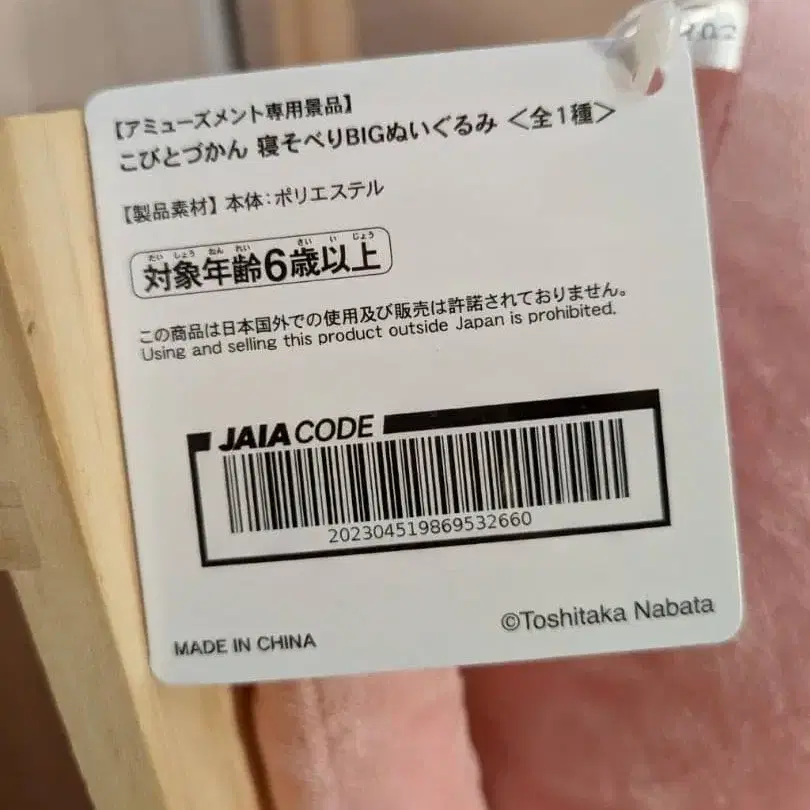 【アミューズメント専用景品】
こびとづかん 寝そべりBIGぬいぐるみ ＜全1種＞
【製品素材】本体：ポリエステル
たい しょう ねん れい さい い じょう
対象年齢6歳以上
この商品は日本国外での使用及び販売は許諾されておりません。
Using and selling this product outside Japan is prohibited.
JAIA CODE
202304519869532660
©Toshitaka Nabata
MADE IN CHINA